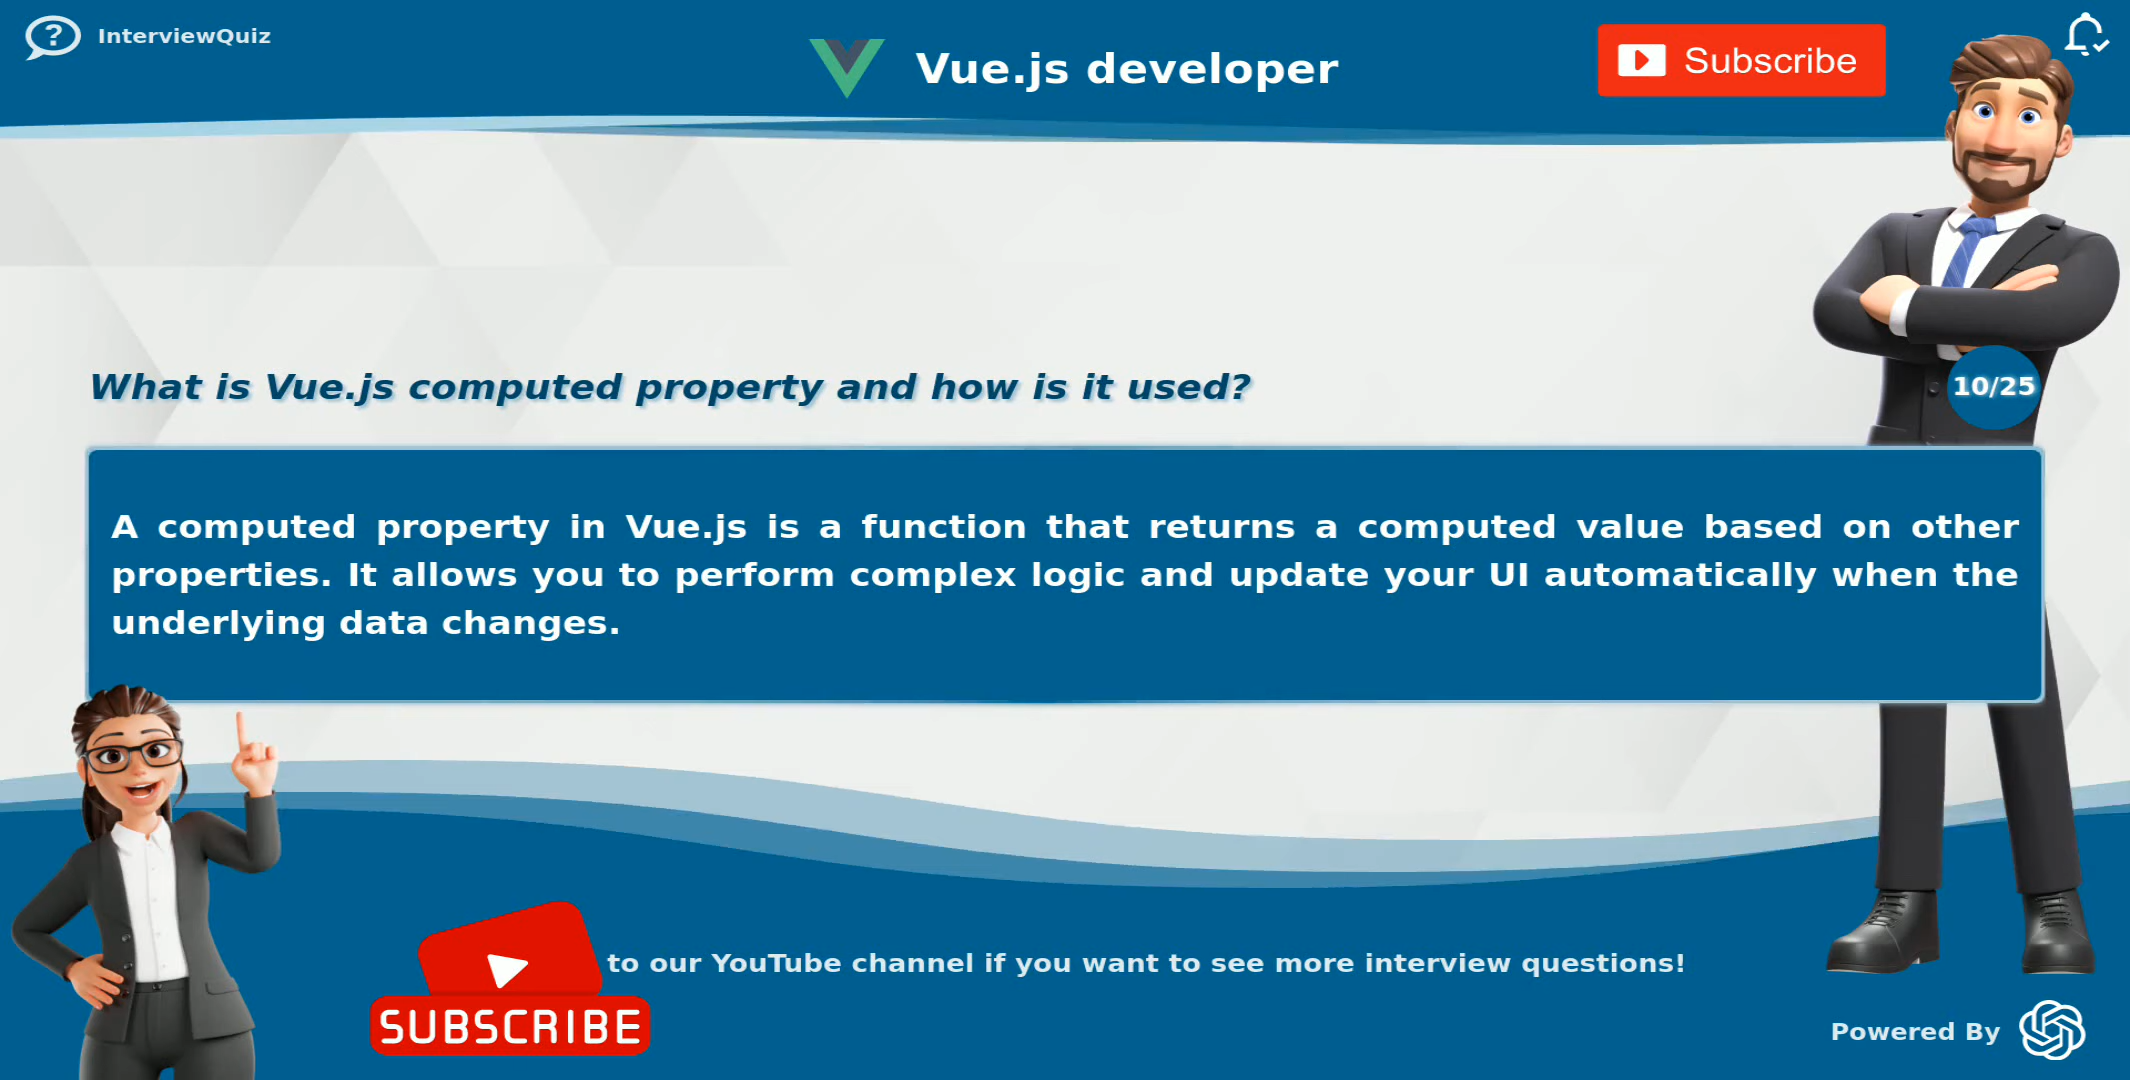 InterviewQuiz
Vue.js developer
Subscribe
What is Vue.js computed property and how is it used?
10/25
A computed property in Vue.js is a function that returns a computed value based on other
properties. It allows you to perform complex logic and update your UI automatically when the
underlying data changes.
to our YouTube channel if you want to see more interview questions!
SUBSCRIBE
Powered By